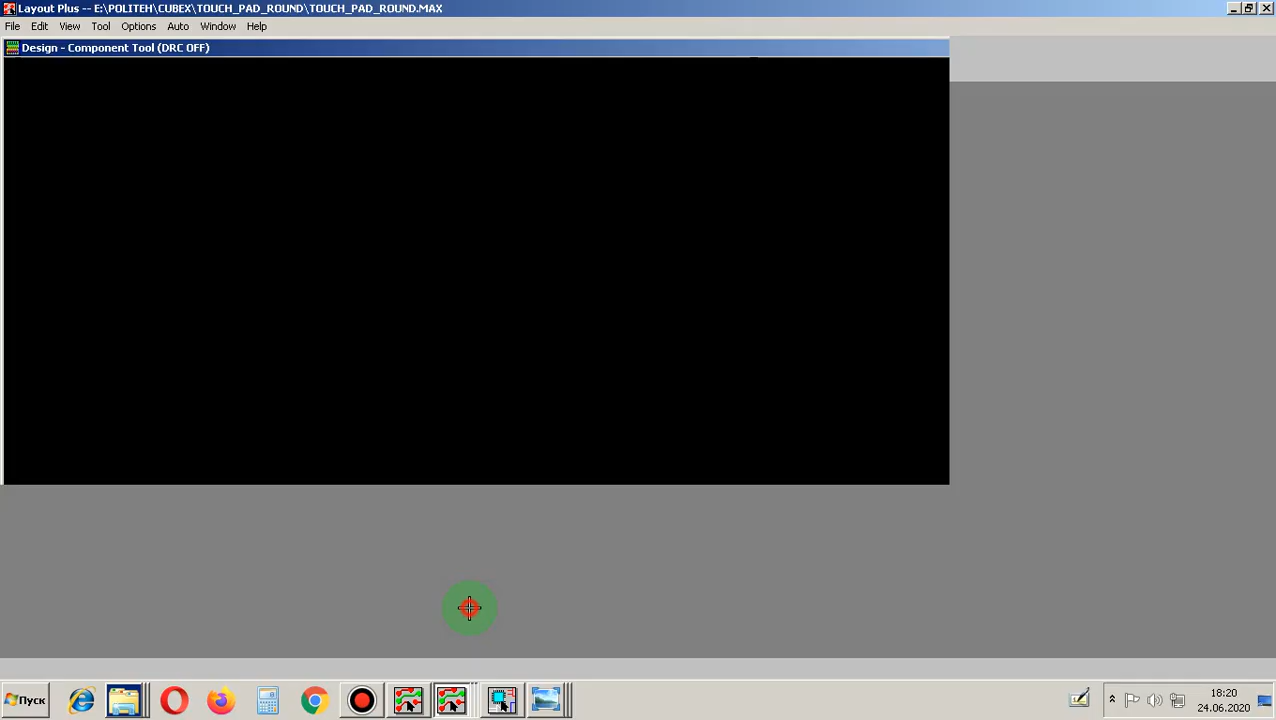 Layout Plus -- E:\POLITEH\CUBEX\TOUCH_PAD_ROUND\TOUCH_PAD_ROUND.MAX
File Edit View Tool Options Auto Window Help
Design - Component Tool (DRC OFF)
Пуск
18:20
24.06.2020